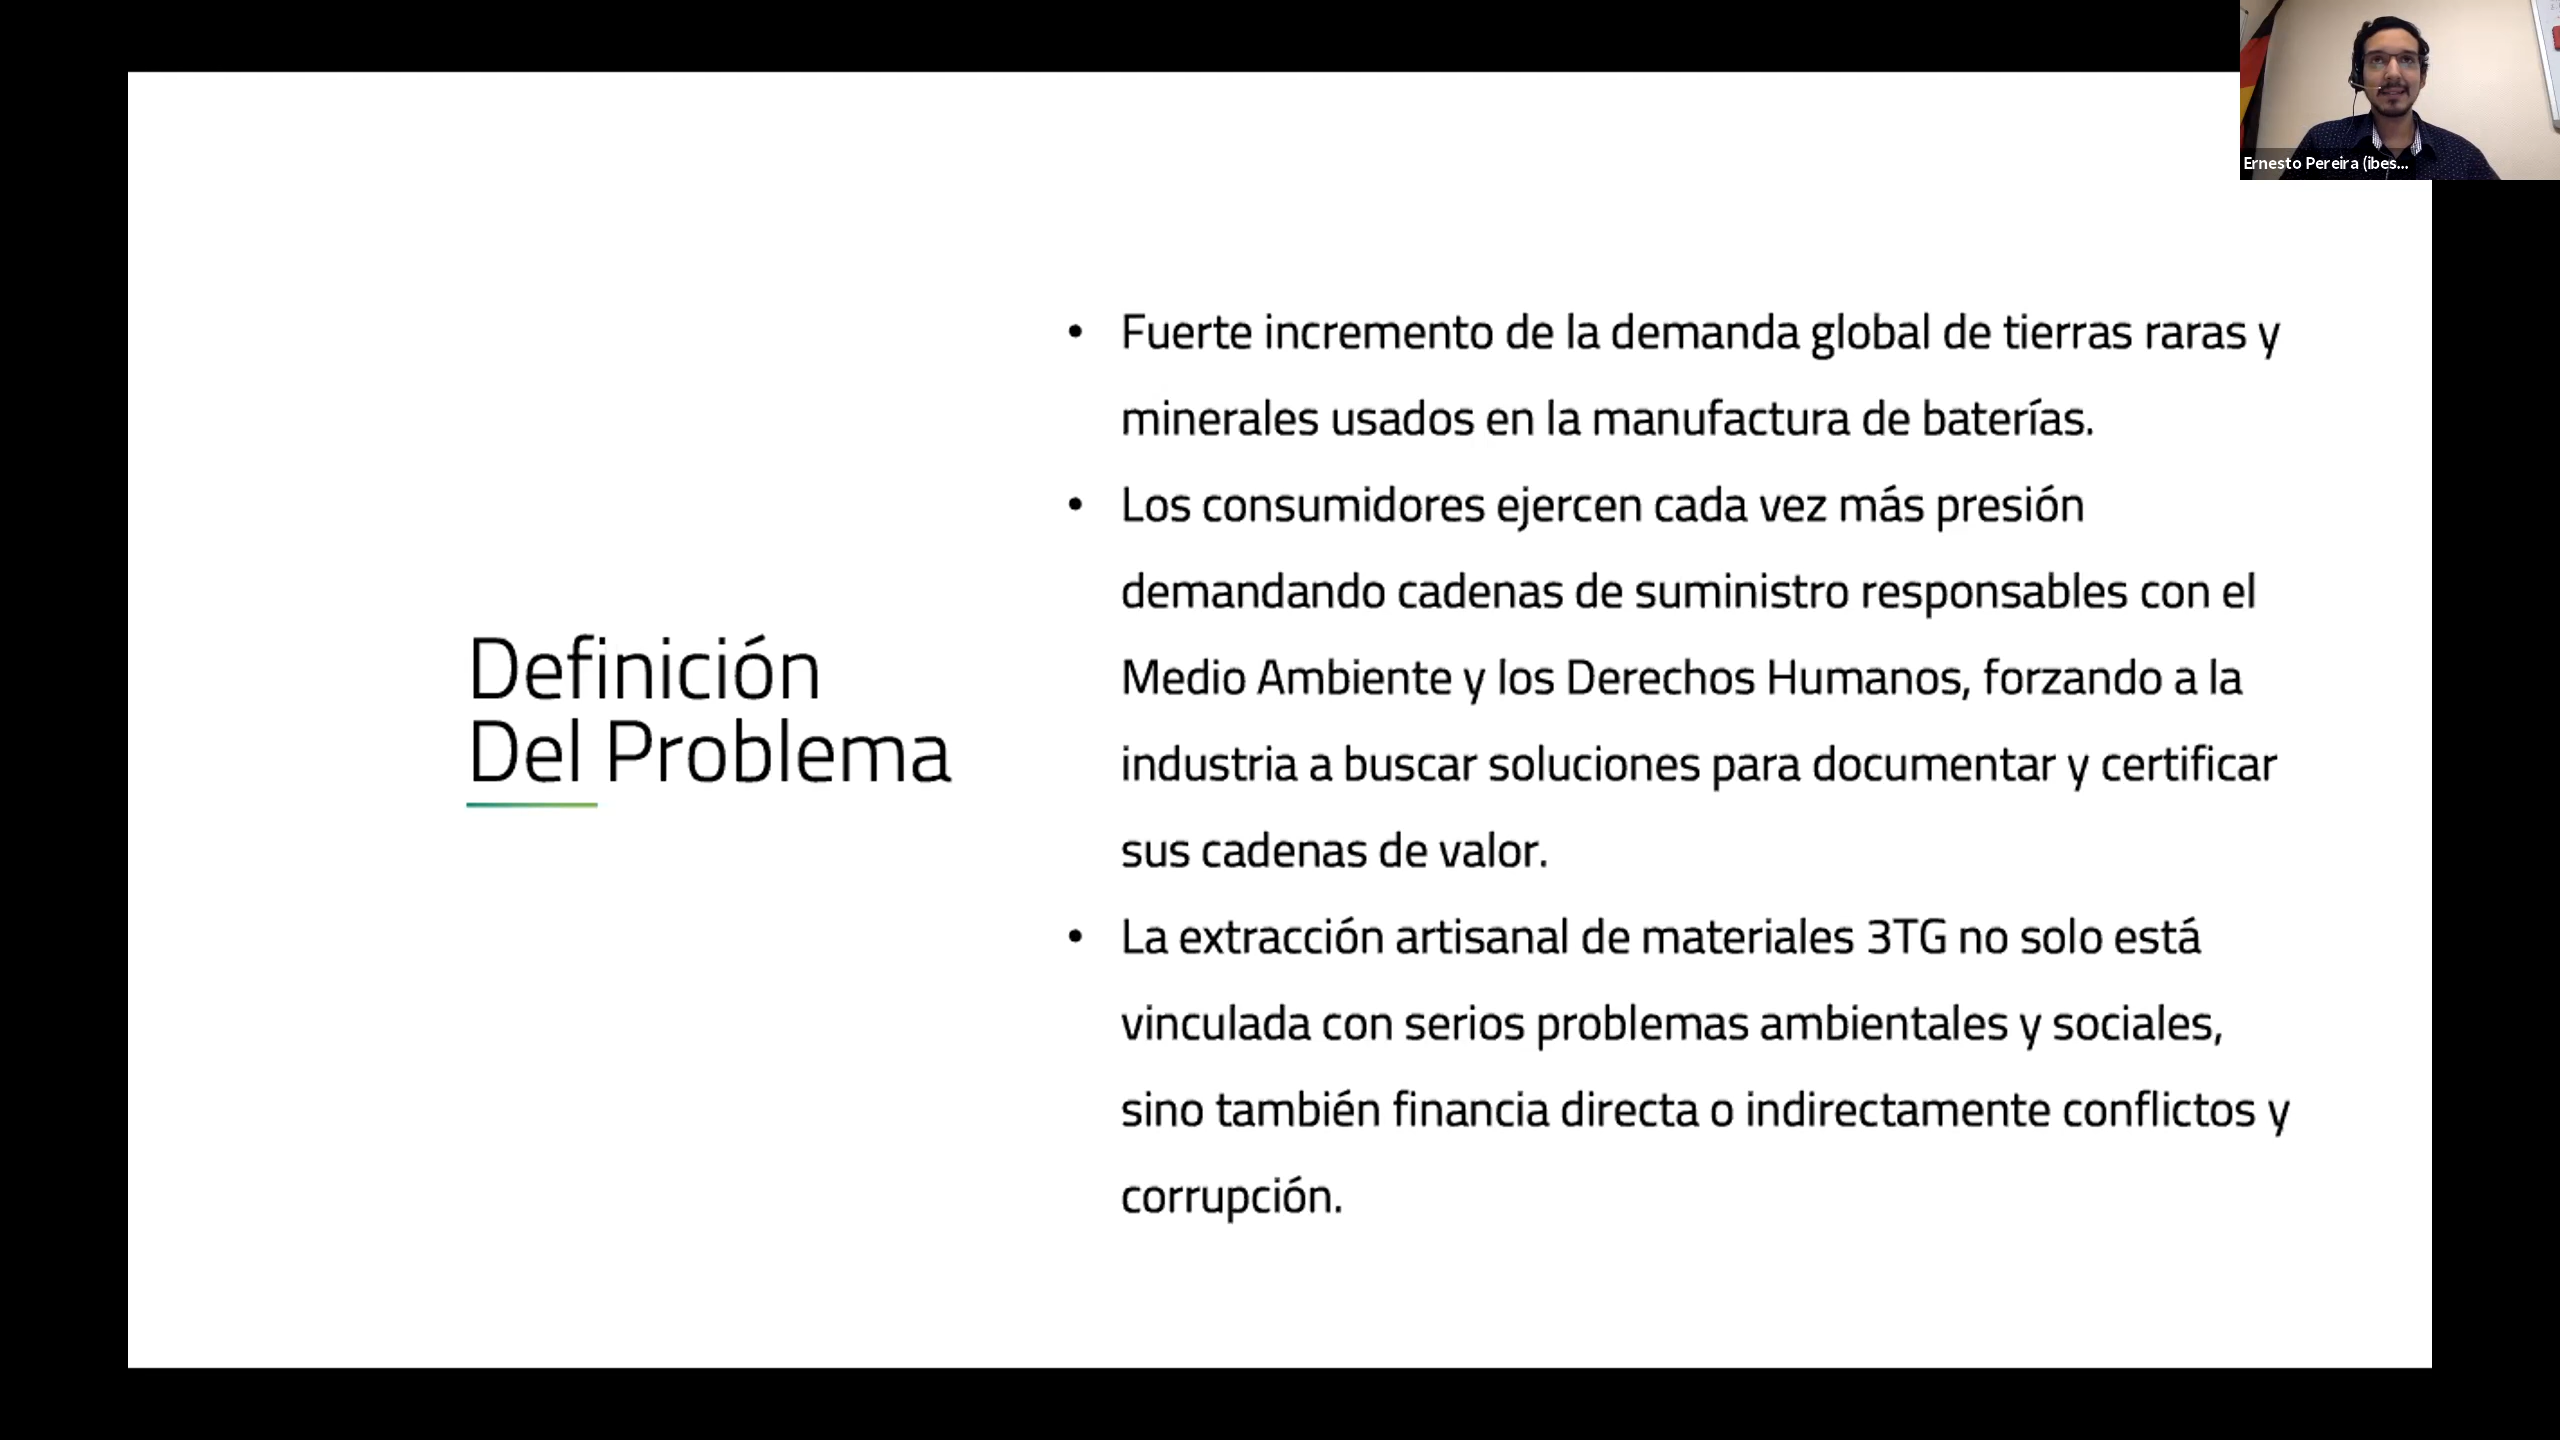 Ernesto Pereira (ibes...
Definición
Del Problema
• Fuerte incremento de la demanda global de tierras raras y
minerales usados en la manufactura de baterías.
• Los consumidores ejercen cada vez más presión
demandando cadenas de suministro responsables con el
Medio Ambiente y los Derechos Humanos, forzando a la
industria a buscar soluciones para documentar y certificar
sus cadenas de valor.
• La extracción artisanal de materiales 3TG no solo está
vinculada con serios problemas ambientales y sociales,
sino también financia directa o indirectamente conflictos y
corrupción.